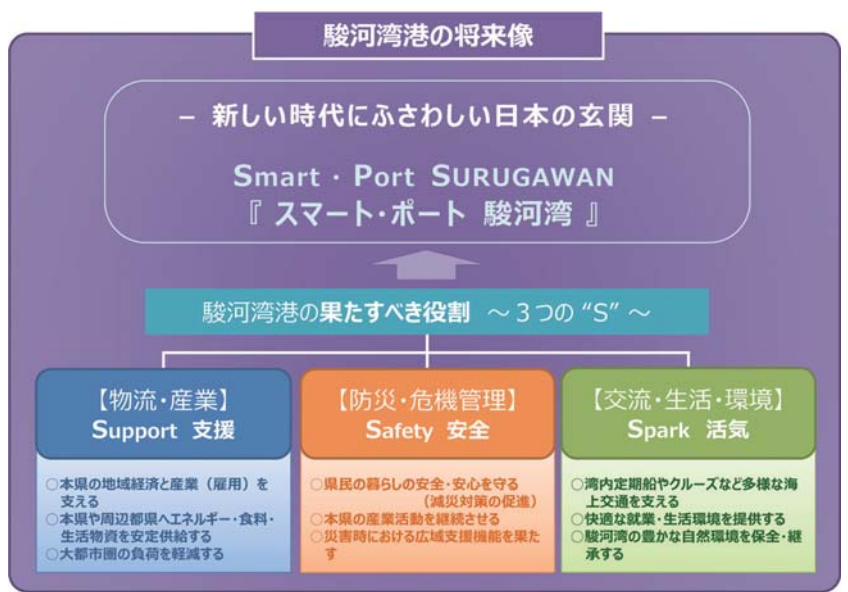 駿河湾港の将来像
– 新しい時代にふさわしい日本の玄関 –
SMART・PORT SURUGAWAN
『 スマート・ポート 駿河湾 』
駿河湾港の果たすべき役割 ～３つの“S”～
【物流・産業】
Support 支援
○本県の地域経済と産業（雇用）を
支える
○本県や周辺都県へエネルギー・食料・
生活物資を安定供給する
○大都市圏の負荷を軽減する
【防災・危機管理】
Safety 安全
○県民の暮らしの安全・安心を守る
（減災対策の促進）
○本県の産業活動を継続させる
○災害時における広域支援機能を果た
す
【交流・生活・環境】
Spark 活気
○湾内定期船やクルーズなど多様な海
上交通を支える
○快適な就業・生活環境を提供する
○駿河湾の豊かな自然環境を保全・継
承する